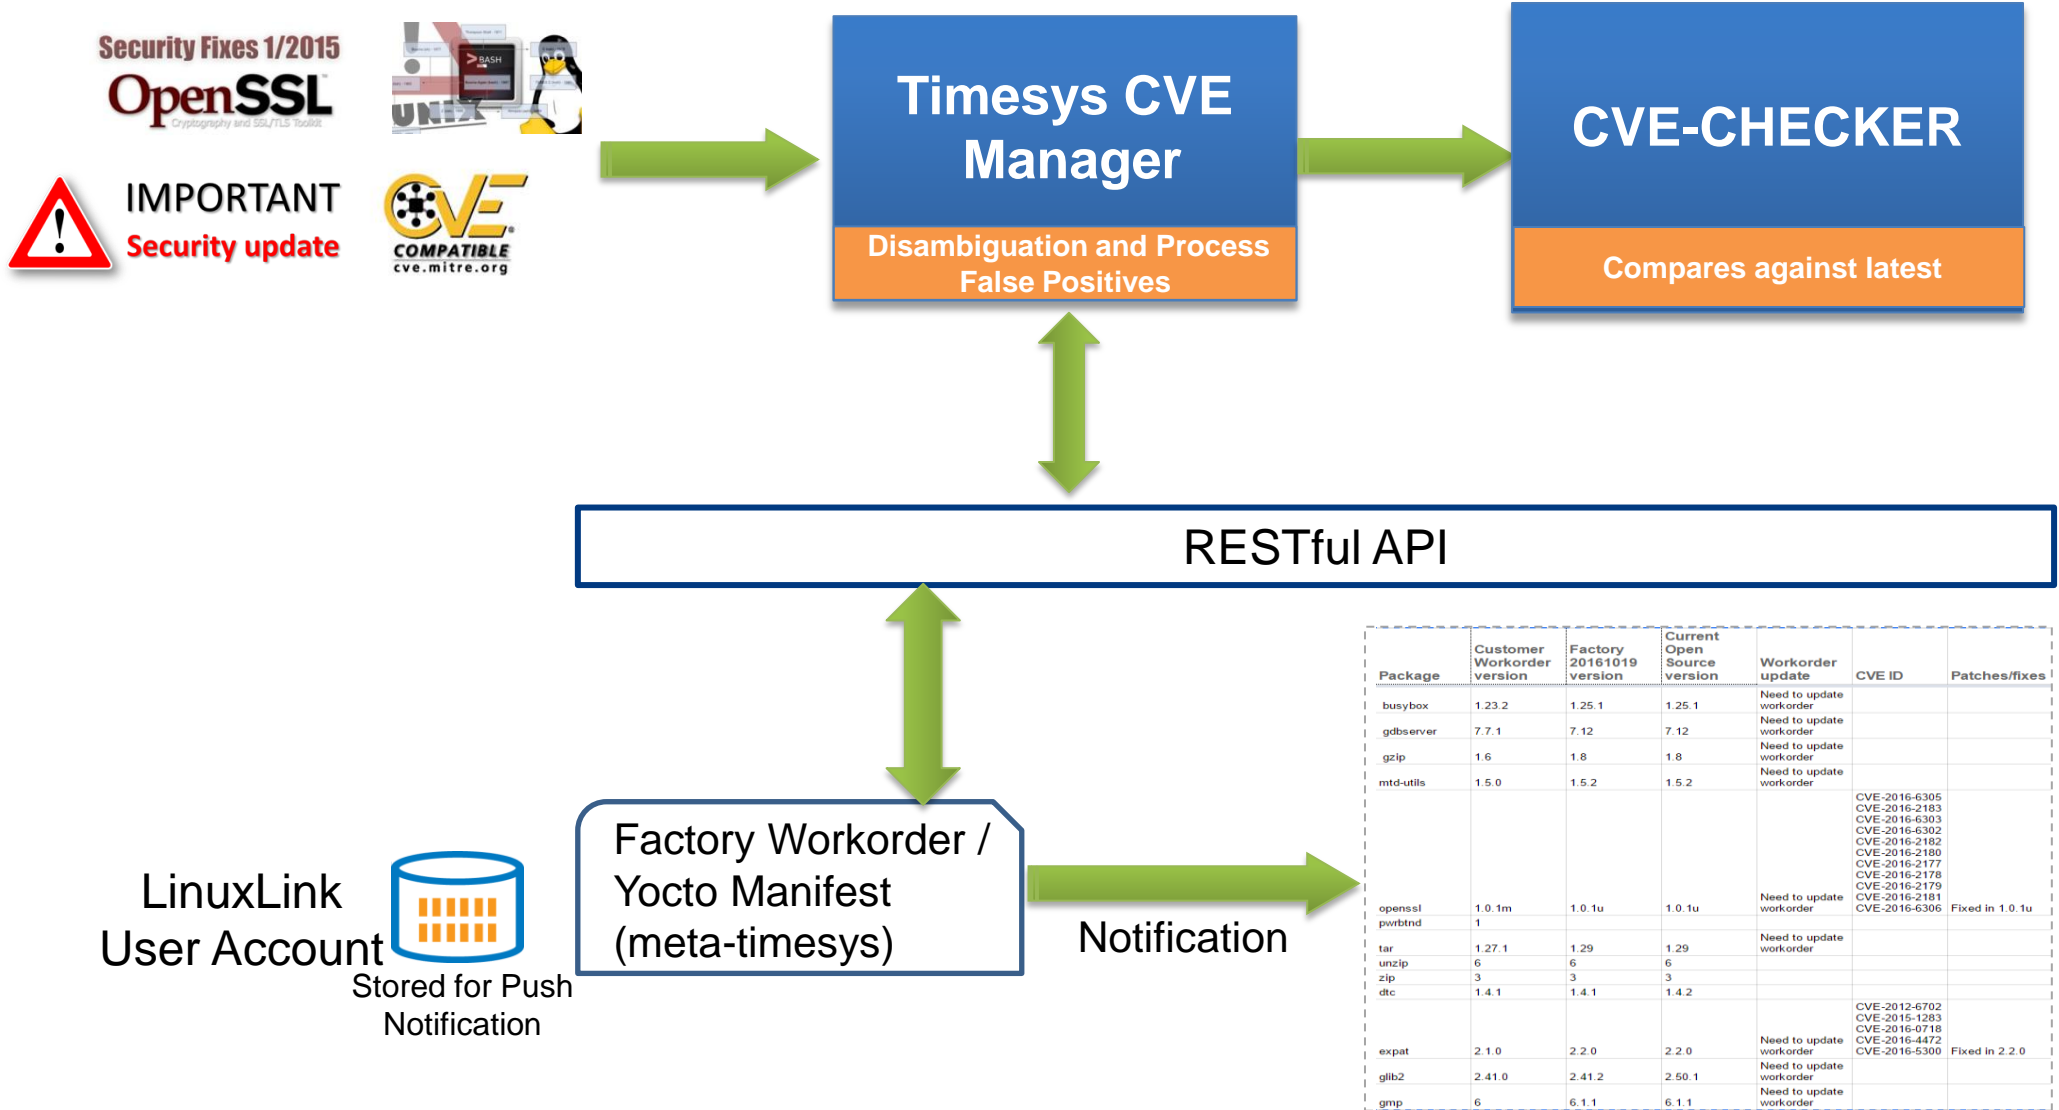 Security Fixes 1/2015
OpenSSL
Cryptography and SSL/TLS Toolkit
BASH
UNIX
IMPORTANT
Security update
CVE
COMPATIBLE
cve.mitre.org
Timesys CVE
Manager
Disambiguation and Process
False Positives
CVE-CHECKER
Compares against latest
RESTful API
LinuxLink
User Account
Stored for Push
Notification
Factory Workorder /
Yocto Manifest
(meta-timesys)
Notification
Package
Customer
Workorder
version
Factory
20161019
version
Current
Open
Source
version
Workorder
update
CVE ID
Patches/fixes
busybox 1.23.2 1.25.1 1.25.1 Need to update
workorder
gdbserver 7.7.1 7.12 7.12 Need to update
workorder
gzip 1.6 1.8 1.8 Need to update
workorder
mtd-utils 1.5.0 1.5.2 1.5.2 Need to update
workorder
openssl 1.0.1m 1.0.1u 1.0.1u Need to update
workorder
CVE-2016-6305
CVE-2016-2183
CVE-2016-6303
CVE-2016-6302
CVE-2016-2182
CVE-2016-2180
CVE-2016-2177
CVE-2016-2178
CVE-2016-2179
CVE-2016-2181
CVE-2016-6306 Fixed in 1.0.1u
pwrbtnd 1
tar 1.27.1 1.29 1.29 Need to update
workorder
unzip 6 6 6
zip 3 3 3
dtc 1.4.1 1.4.1 1.4.2
expat 2.1.0 2.2.0 2.2.0 Need to update
workorder
CVE-2012-6702
CVE-2015-1283
CVE-2016-0718
CVE-2016-4472
CVE-2016-5300 Fixed in 2.2.0
glib2 2.41.0 2.41.2 2.50.1 Need to update
workorder
gmp 6 6.1.1 6.1.1 Need to update
workorder